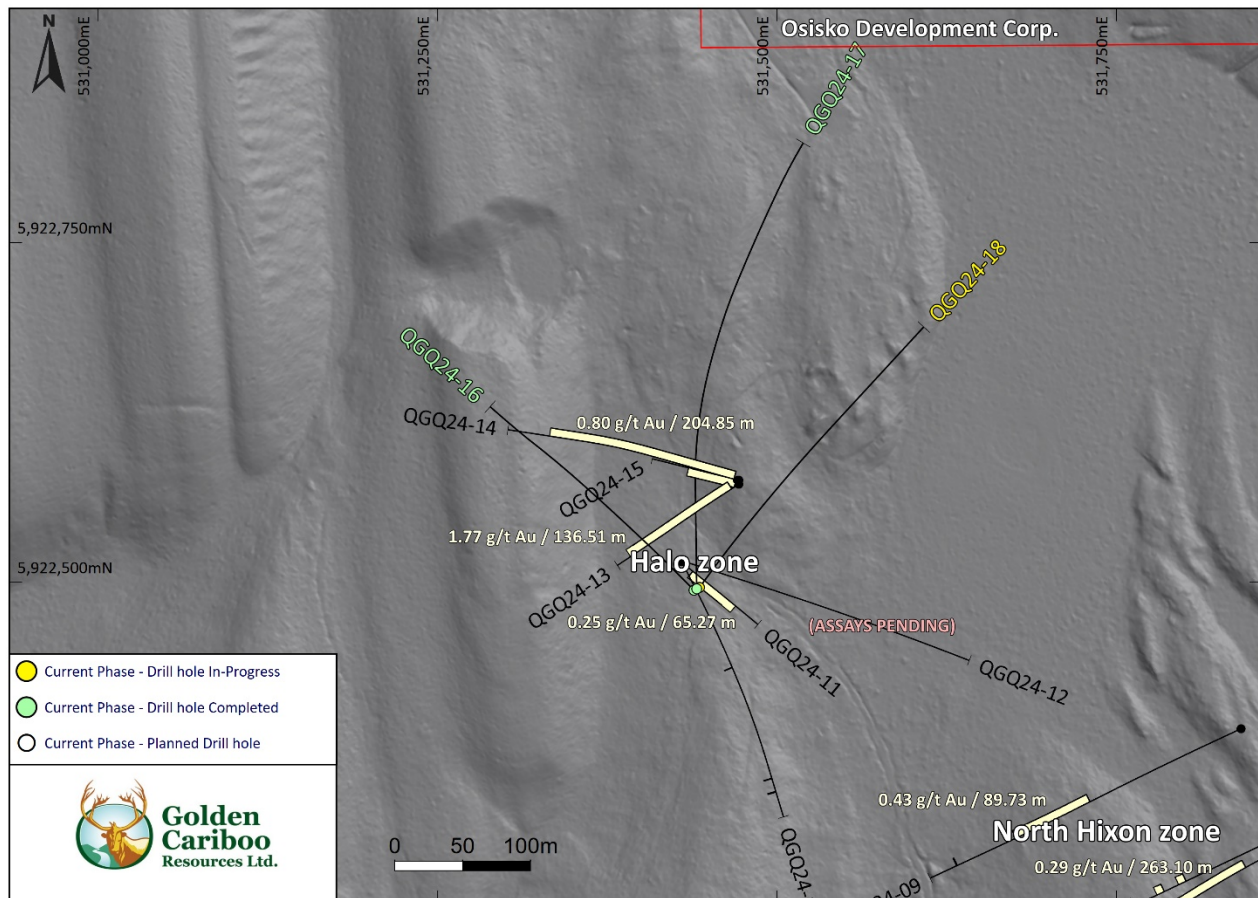 N
531,000mE
531,250mE
531,500mE
531,750mE
Osisko Development Corp.
QGQ24-17
5,922,750mN
QGQ24-18
QGQ24-16
QGQ24-14
0.80 g/t Au / 204.85 m
QGQ24-15
1.77 g/t Au / 136.51 m
Halo zone
5,922,500mN
QGQ24-13
0.25 g/t Au / 65.27 m
(ASSAYS PENDING)
QGQ24-11
QGQ24-12
Current Phase - Drill hole In-Progress
Current Phase - Drill hole Completed
Current Phase - Planned Drill hole
Golden
Cariboo
Resources Ltd.
0 50 100m
0.43 g/t Au / 89.73 m
North Hixon zone
0.29 g/t Au / 263.10 m
QGQ24-
24-09